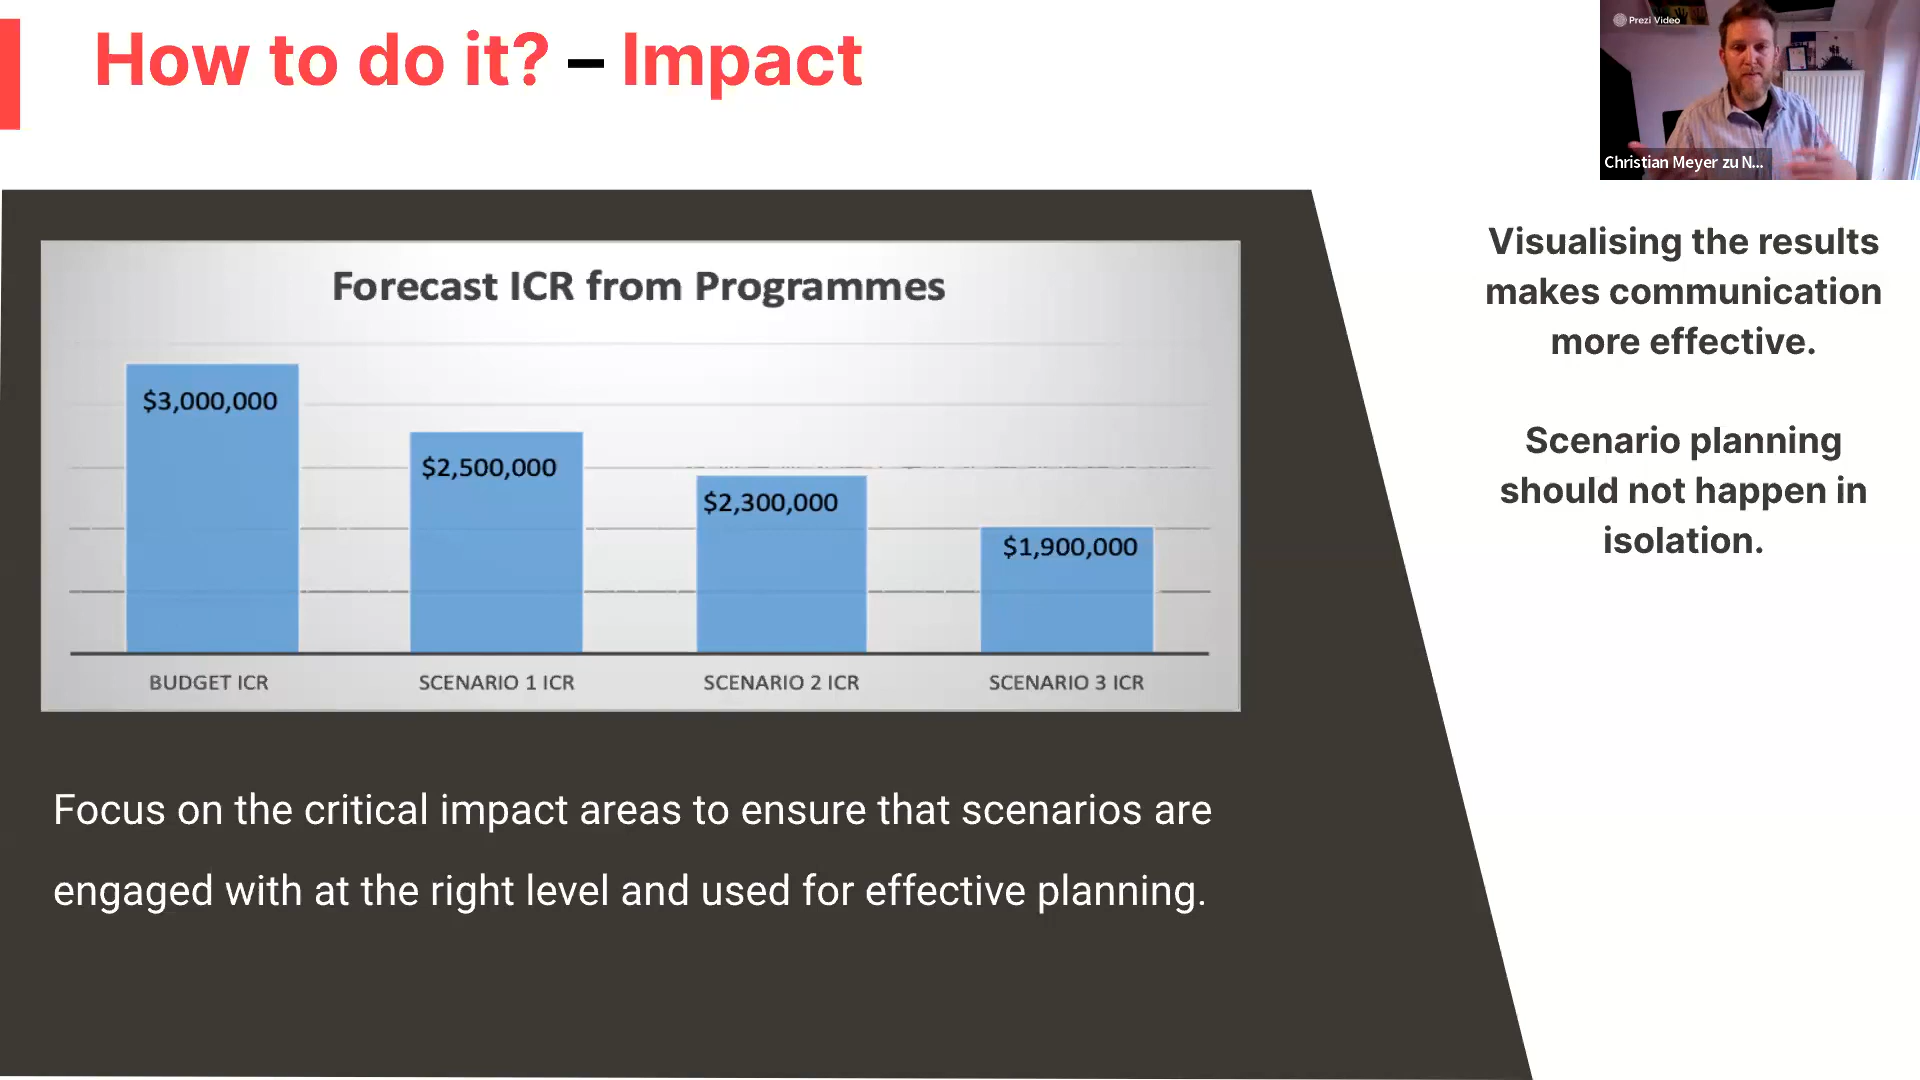 How to do it? – Impact
Prezi Video
Christian Meyer zu N...
Forecast ICR from Programmes
$3,000,000
$2,500,000
$2,300,000
$1,900,000
BUDGET ICR
SCENARIO 1 ICR
SCENARIO 2 ICR
SCENARIO 3 ICR
Visualising the results
makes communication
more effective.
Scenario planning
should not happen in
isolation.
Focus on the critical impact areas to ensure that scenarios are
engaged with at the right level and used for effective planning.